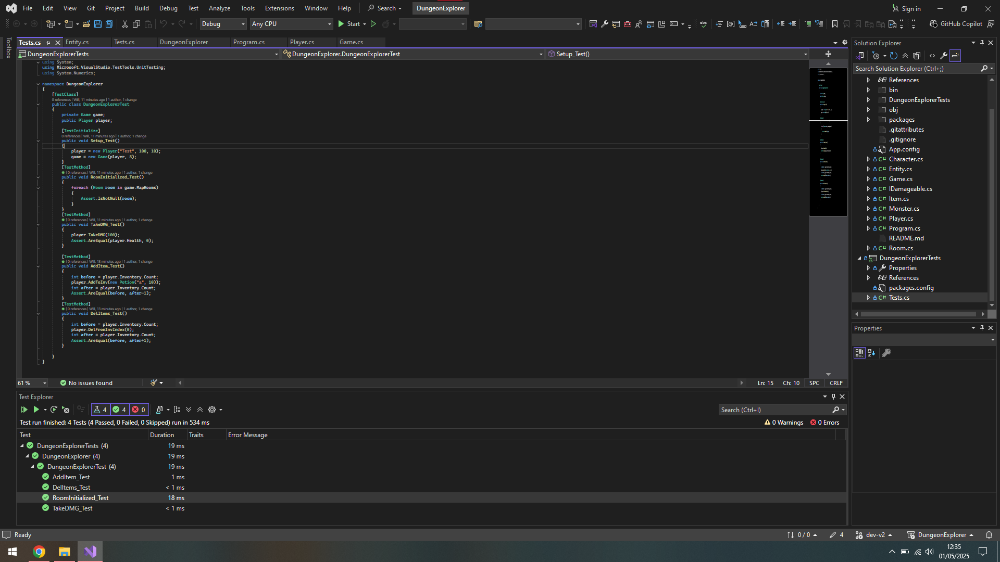 File Edit View Git Project Build Debug Test Analyze Tools Extensions Window Help Search DungeonExplorer Sign in
Debug Any CPU Start GitHub Copilot
Toolbox
Tests.cs Entity.cs Tests.cs DungeonExplorer Program.cs Player.cs Game.cs
DungeonExplorerTests DungeonExplorer.DungeonExplorerTest Setup_Test()
using System;
using Microsoft.VisualStudio.TestTools.UnitTesting;
using System.Numerics;
namespace DungeonExplorer
{
[TestClass]
0 references | Will, 11 minutes ago | 1 author, 1 change
public class DungeonExplorerTest
{
private Game game;
public Player player;
[TestInitialize]
0 references | Will, 11 minutes ago | 1 author, 1 change
public void Setup_Test()
{
player = new Player("Test", 100, 10);
game = new Game(player, 5);
}
[TestMethod]
| 0 references | Will, 11 minutes ago | 1 author, 1 change
public void RoomInitialized_Test()
{
foreach (Room room in game.MapRooms)
{
Assert.IsNotNull(room);
}
}
[TestMethod]
| 0 references | Will, 11 minutes ago | 1 author, 1 change
public void TakeDMG_Test()
{
player.TakeDMG(100);
Assert.AreEqual(player.Health, 0);
}
[TestMethod]
| 0 references | Will, 13 minutes ago | 1 author, 1 change
public void AddItem_Test()
{
int before = player.Inventory.Count;
player.AddToInv(new Potion("a", 10));
int after = player.Inventory.Count;
Assert.AreEqual(before, after-1);
}
[TestMethod]
| 0 references | Will, 13 minutes ago | 1 author, 1 change
public void DelItems_Test()
{
int before = player.Inventory.Count;
player.DelFromInvIndex(0);
int after = player.Inventory.Count;
Assert.AreEqual(before, after+1);
}
}
}
61 % No issues found Ln: 15 Ch: 10 SPC CRLF
Test Explorer
4 4 0 Search (Ctrl+I)
Test run finished: 4 Tests (4 Passed, 0 Failed, 0 Skipped) run in 534 ms 0 Warnings 0 Errors
Test Duration Traits Error Message
DungeonExplorerTests (4) 19 ms
DungeonExplorer (4) 19 ms
DungeonExplorerTest (4) 19 ms
AddItem_Test 1 ms
DelItems_Test < 1 ms
RoomInitialized_Test 18 ms
TakeDMG_Test < 1 ms
Solution Explorer
Search Solution Explorer (Ctrl+;)
References
bin
DungeonExplorerTests
obj
packages
.gitattributes
.gitignore
App.config
C# Character.cs
C# Entity.cs
C# Game.cs
C# IDamageable.cs
C# Item.cs
C# Monster.cs
C# Player.cs
C# Program.cs
README.md
C# Room.cs
DungeonExplorerTests
Properties
References
packages.config
C# Tests.cs
Properties
Ready 0 / 0 4 dev-v2 DungeonExplorer
12:35
01/05/2025